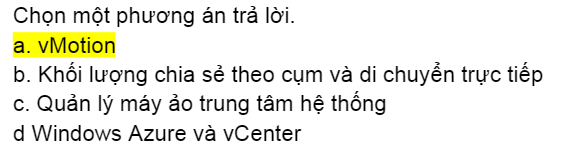 Chọn một phương án trả lời.
a. vMotion
b. Khối lượng chia sẻ theo cụm và di chuyển trực tiếp
c. Quản lý máy ảo trung tâm hệ thống
d Windows Azure và vCenter